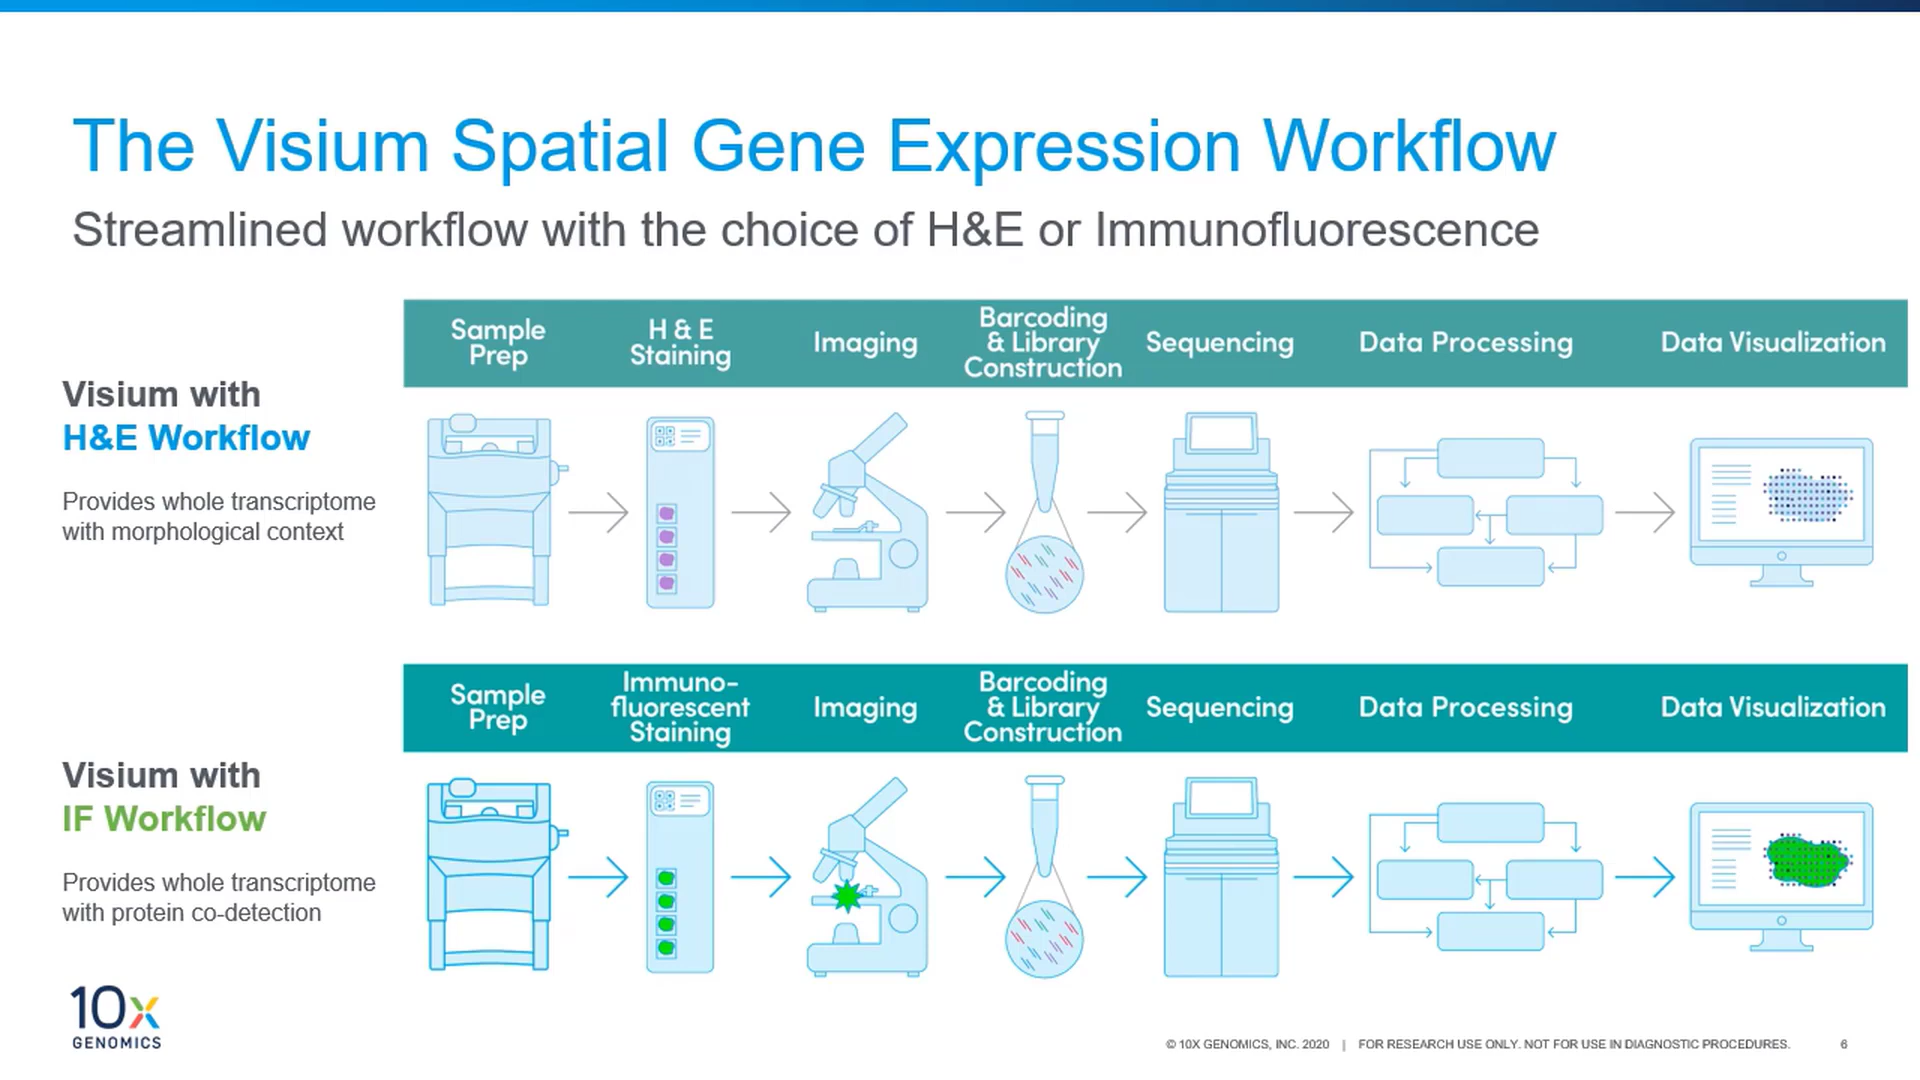 The Visium Spatial Gene Expression Workflow
Streamlined workflow with the choice of H&E or Immunofluorescence
Sample
Prep
H & E
Staining
Imaging
Barcoding
& Library
Construction
Sequencing
Data Processing
Data Visualization
Visium with
H&E Workflow
Provides whole transcriptome
with morphological context
Sample
Prep
Immuno-
fluorescent
Staining
Imaging
Barcoding
& Library
Construction
Sequencing
Data Processing
Data Visualization
Visium with
IF Workflow
Provides whole transcriptome
with protein co-detection
10x
GENOMICS
© 10X GENOMICS, INC. 2020 | FOR RESEARCH USE ONLY. NOT FOR USE IN DIAGNOSTIC PROCEDURES. 6